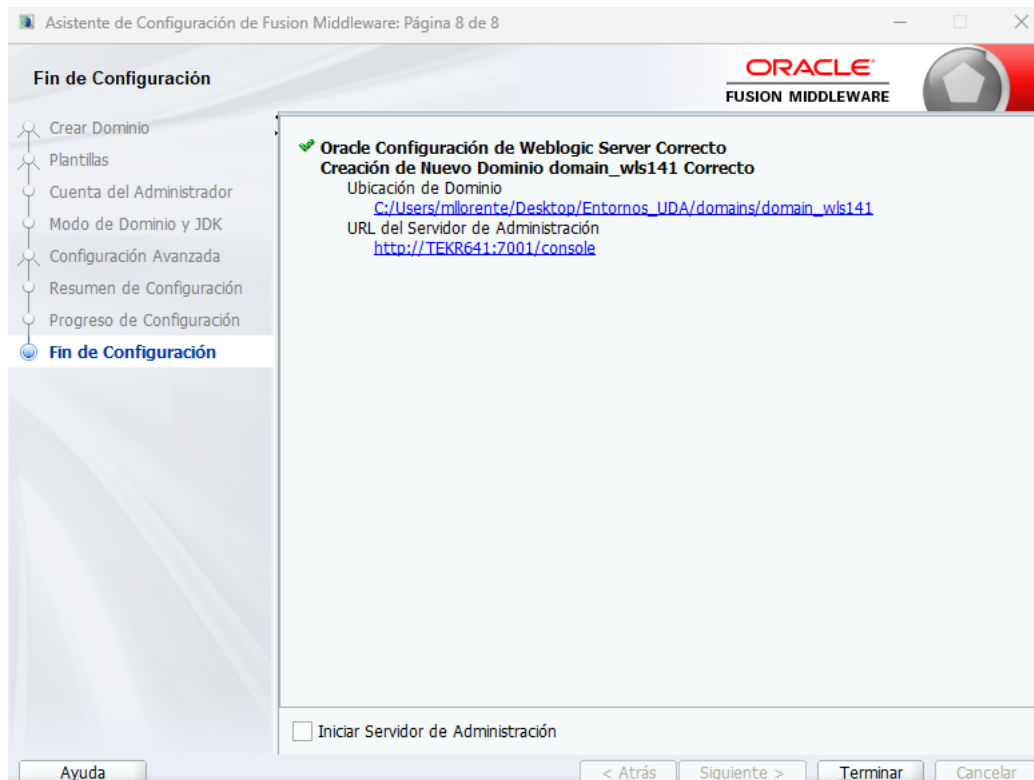 Asistente de Configuración de Fusion Middleware: Página 8 de 8
Fin de Configuración
ORACLE
FUSION MIDDLEWARE
Crear Dominio
Plantillas
Cuenta del Administrador
Modo de Dominio y JDK
Configuración Avanzada
Resumen de Configuración
Progreso de Configuración
Fin de Configuración
Oracle Configuración de Weblogic Server Correcto
Creación de Nuevo Dominio domain_wls141 Correcto
Ubicación de Dominio
C:/Users/mllorente/Desktop/Entornos_UDA/domains/domain_wls141
URL del Servidor de Administración
http://TEKR641:7001/console
Iniciar Servidor de Administración
Ayuda
< Atrás
Siguiente >
Terminar
Cancelar